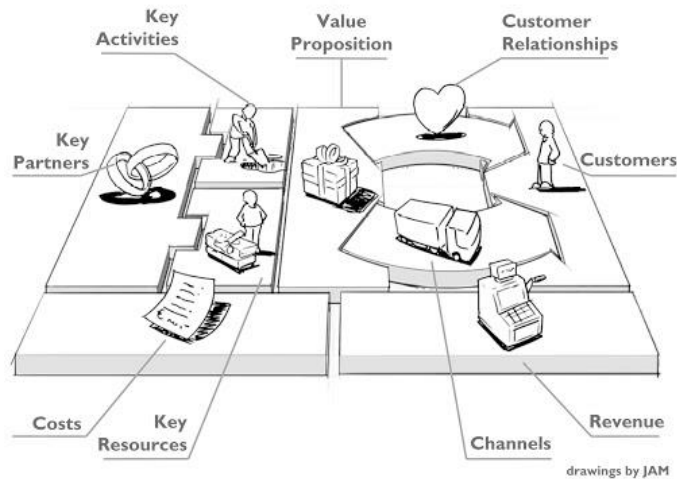 Key
Activities
Value
Proposition
Customer
Relationships
Key
Partners
Customers
Costs
Key
Resources
Channels
Revenue
drawings by JAM